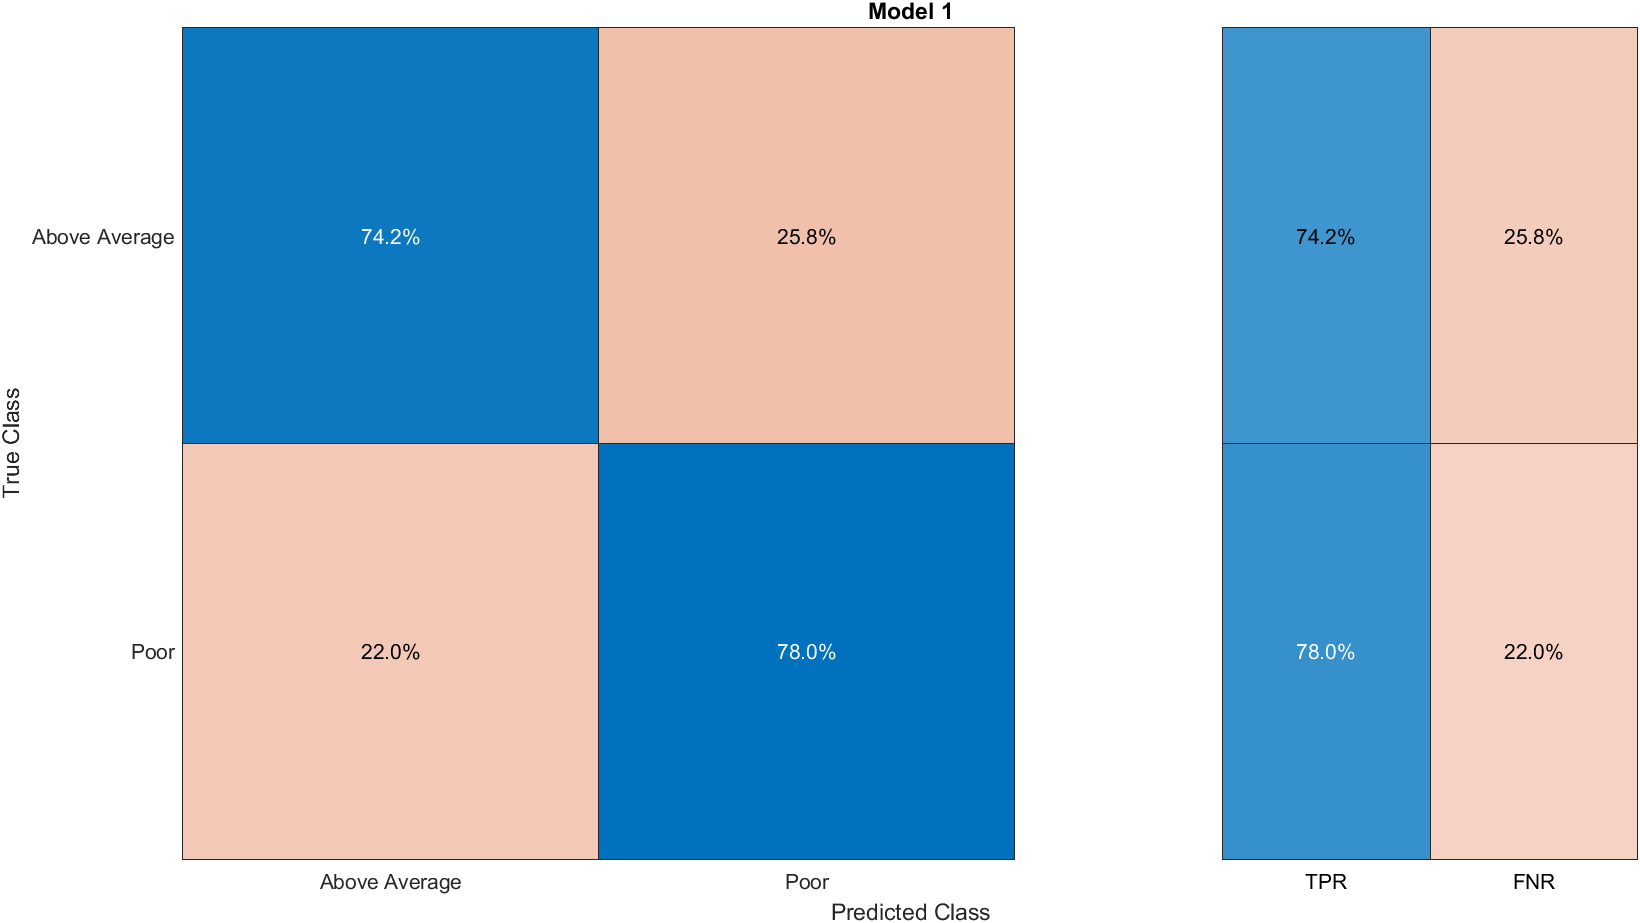 Model 1
True Class
Above Average
74.2%
25.8%
74.2%
25.8%
Poor
22.0%
78.0%
78.0%
22.0%
Above Average
Poor
TPR
FNR
Predicted Class